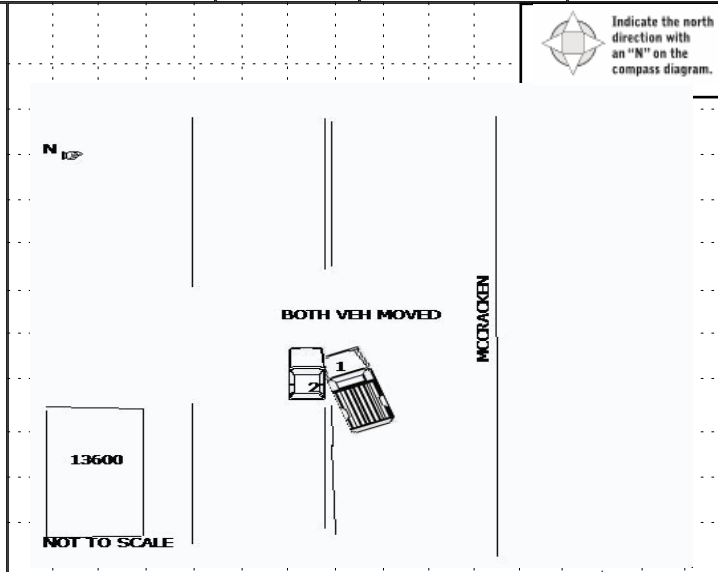 Indicate the north
direction with
an “N” on the
compass diagram.
N
BOTH VEH MOVED
MCCRACKEN
1
2
13600
NOT TO SCALE